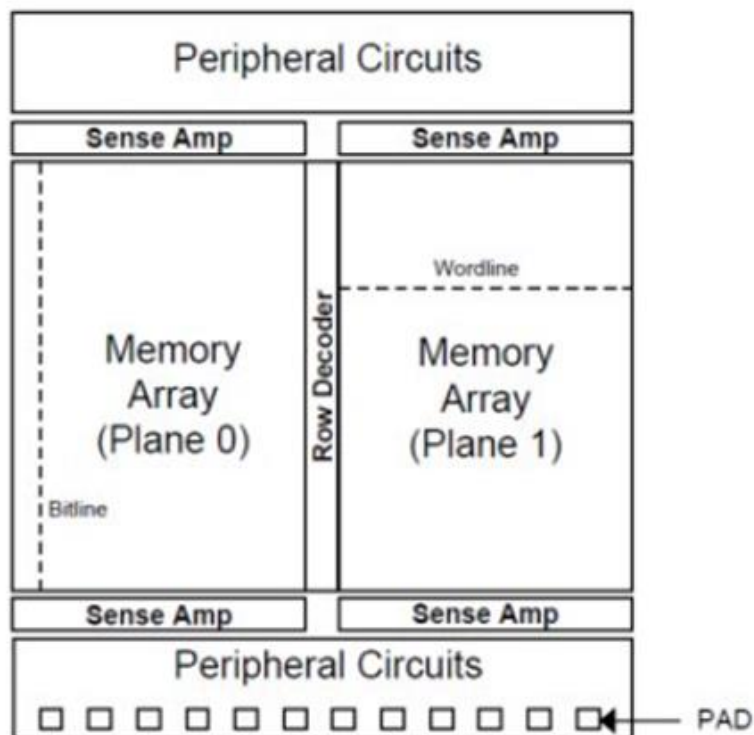 Peripheral Circuits
Sense Amp
Sense Amp
Wordline
Memory
Array
(Plane 0)
Row Decoder
Memory
Array
(Plane 1)
Bitline
Sense Amp
Sense Amp
Peripheral Circuits
PAD